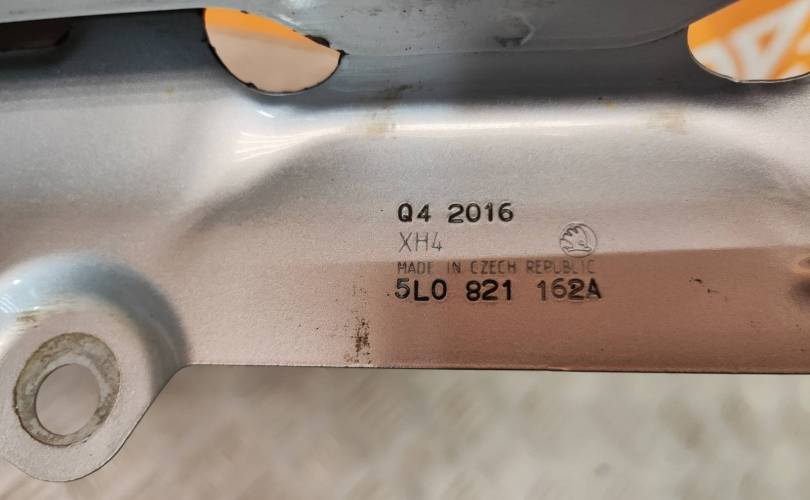 Q4 2016
XH4
MADE IN CZECH REPUBLIC
5L0 821 162A